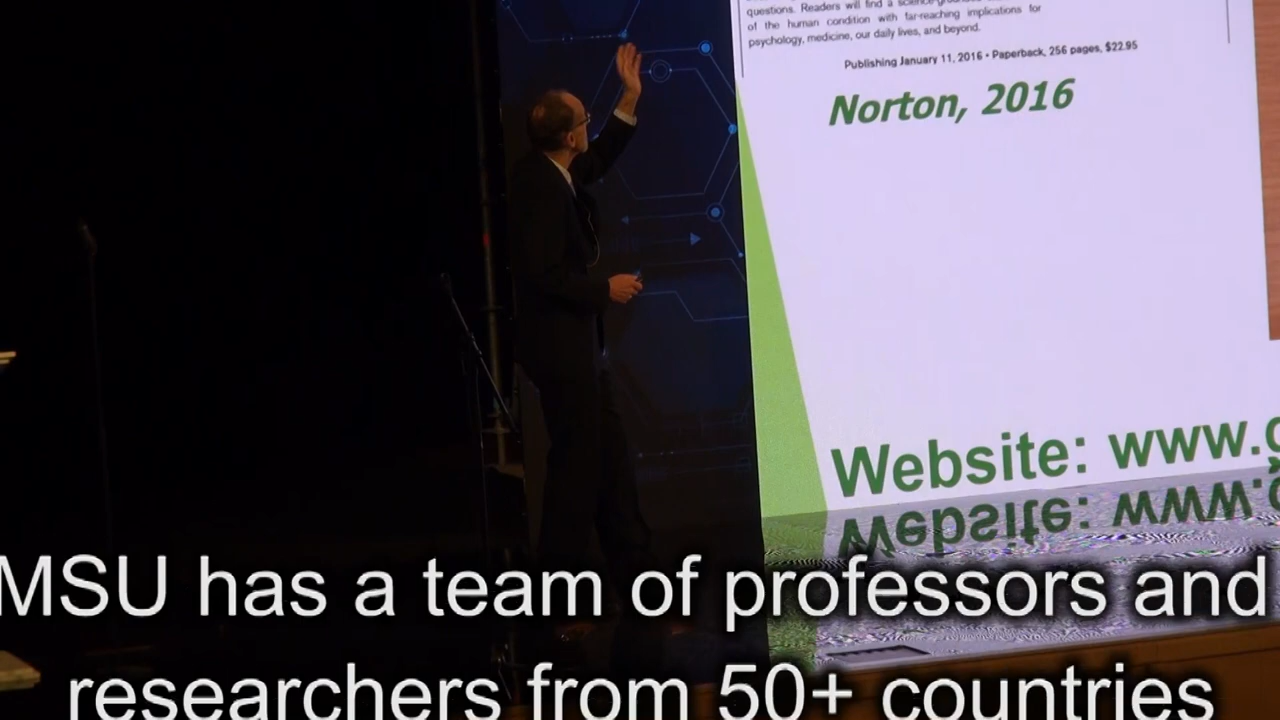 questions. Readers will find a science-
of the human condition with far-reaching implications for
psychology, medicine, our daily lives, and beyond.
Publishing January 11, 2016 • Paperback, 256 pages, $22.95
Norton, 2016
Website: www.g
MSU has a team of professors and
researchers from 50+ countries